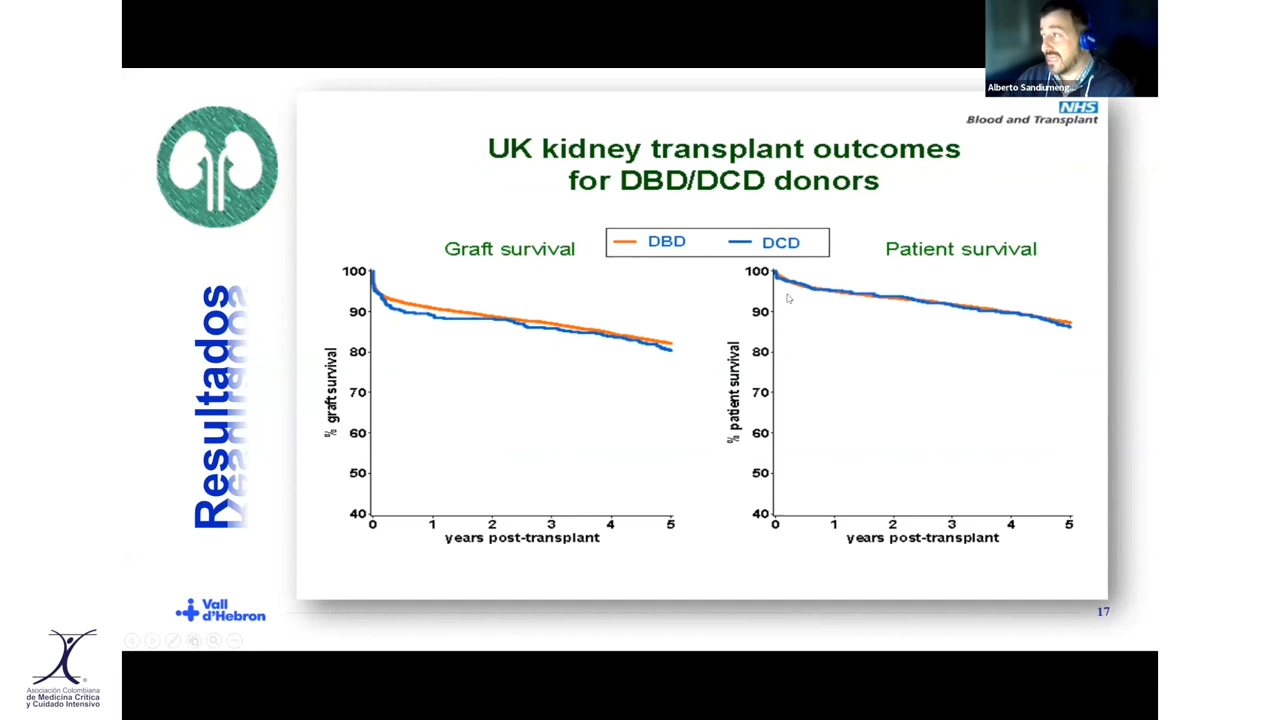 Alberto Sandiumeng...
NHS
Blood and Transplant
UK kidney transplant outcomes
for DBD/DCD donors
DBD
DCD
Graft survival
100
90
80
70
60
50
40
% graft survival
0 1 2 3 4 5
years post-transplant
Patient survival
100
90
80
70
60
50
40
% patient survival
0 1 2 3 4 5
years post-transplant
Resultados
Vall
d'Hebron
17
Asociación Colombiana
de Medicina Crítica
y Cuidado Intensivo